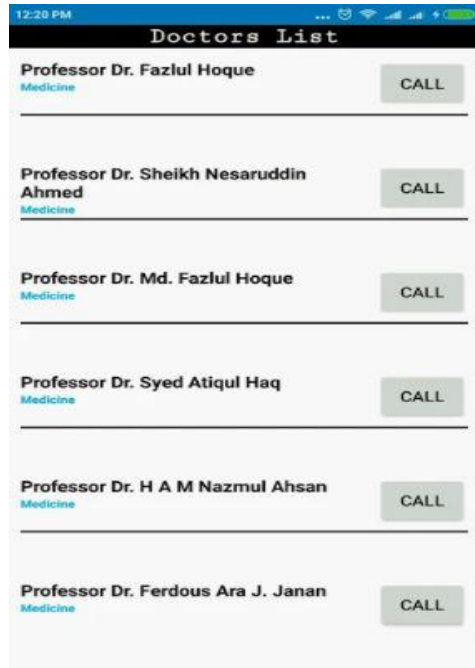 12:20 PM
Doctors List
Professor Dr. Fazlul Hoque
Medicine
CALL
Professor Dr. Sheikh Nesaruddin
Ahmed
Medicine
CALL
Professor Dr. Md. Fazlul Hoque
Medicine
CALL
Professor Dr. Syed Atiqul Haq
Medicine
CALL
Professor Dr. H A M Nazmul Ahsan
Medicine
CALL
Professor Dr. Ferdous Ara J. Janan
Medicine
CALL